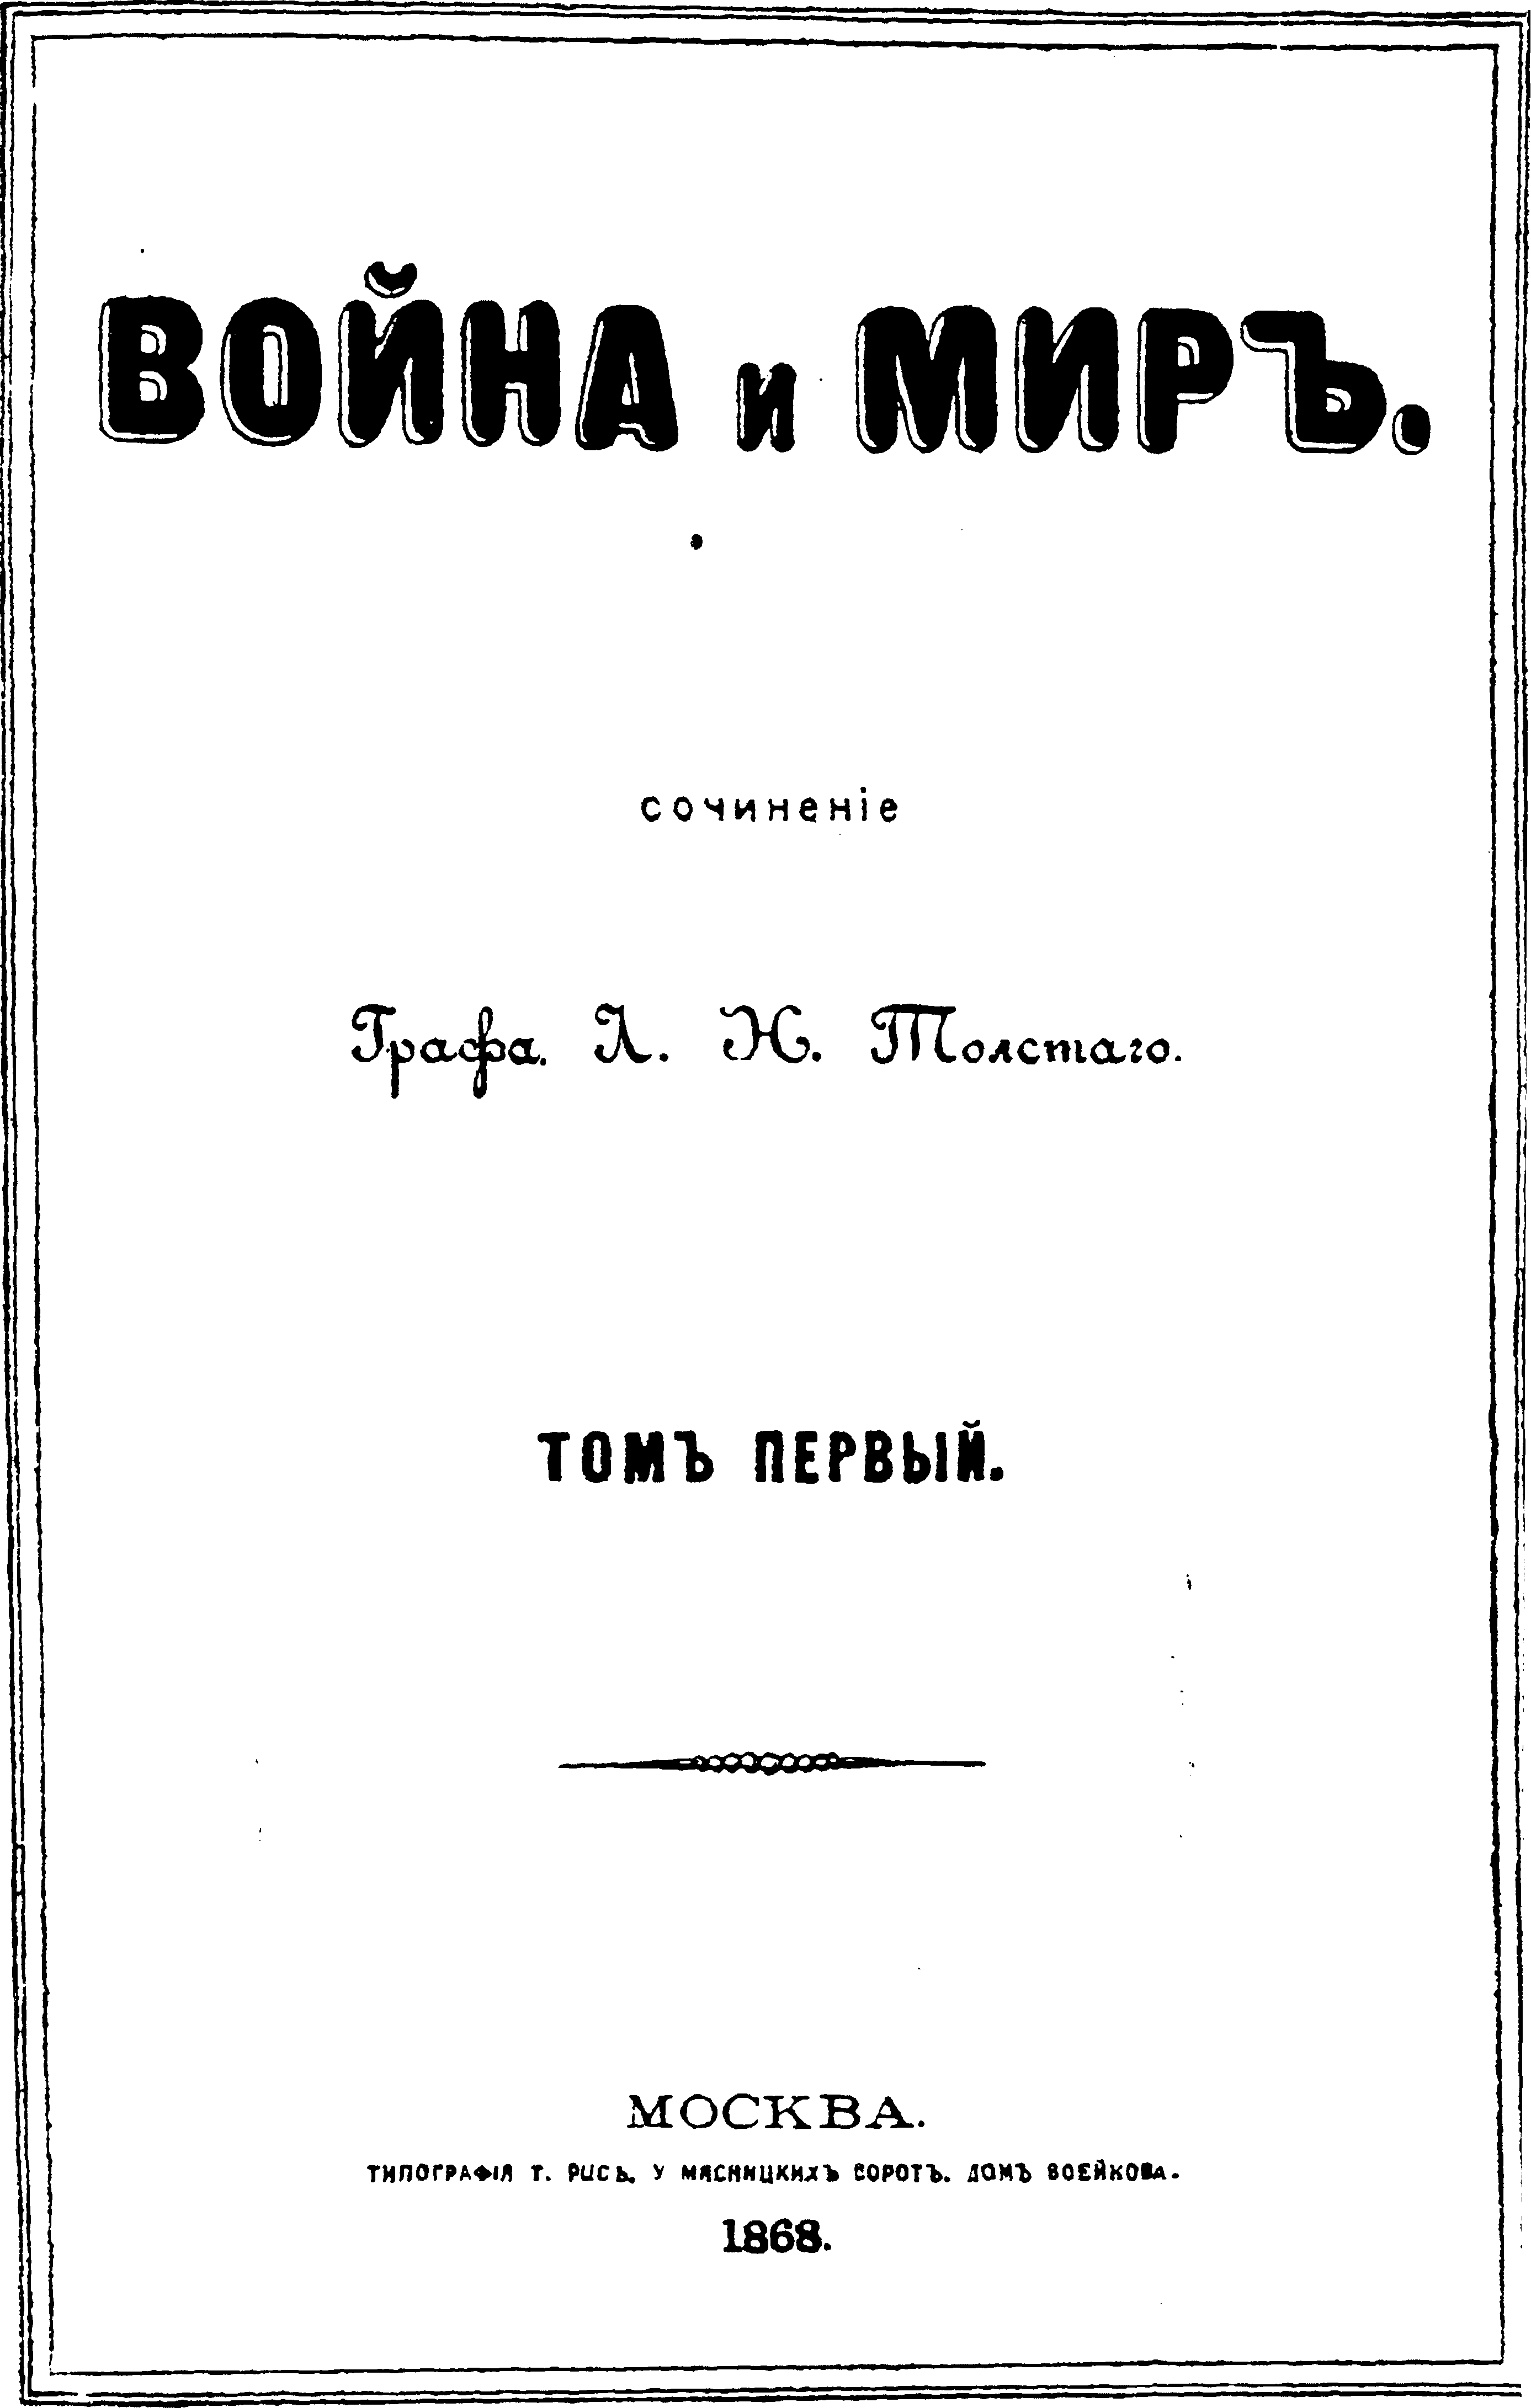 ВОЙНА и МИРЪ.
сочиненіе
Графа. Л. Н. Толстаго.
ТОМЪ ПЕРВЫЙ.
МОСКВА.
ТИПОГРАФІЯ Т. РИСЪ, У МЯСНИЦКИХЪ ВОРОТЪ. ДОМЪ ВОЕЙКОВА.
1868.